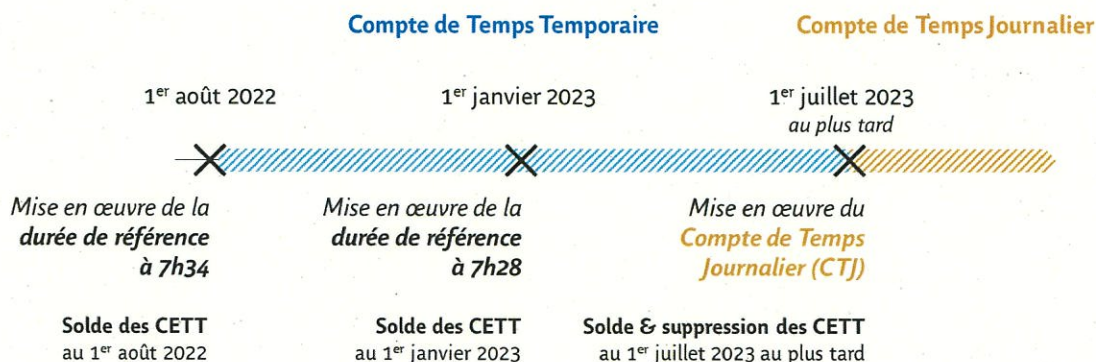 Compte de Temps Temporaire
Compte de Temps Journalier
1er août 2022
1er janvier 2023
1er juillet 2023
au plus tard
Mise en œuvre de la
durée de référence
à 7h34
Mise en œuvre de la
durée de référence
à 7h28
Mise en œuvre du
Compte de Temps
Journalier (CTJ)
Solde des CETT
au 1er août 2022
Solde des CETT
au 1er janvier 2023
Solde & suppression des CETT
au 1er juillet 2023 au plus tard